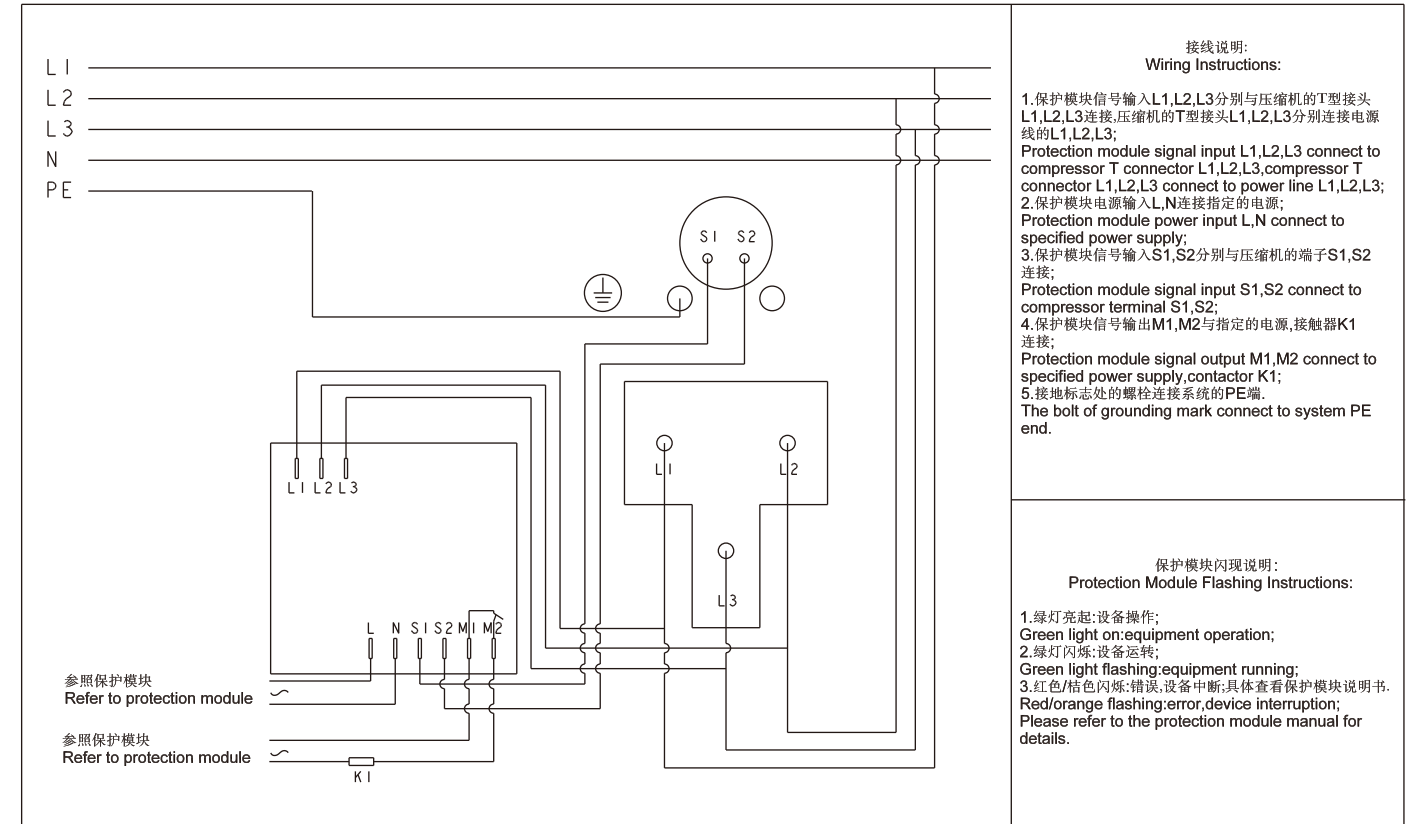 L1
L2
L3
N
PE
S1 S2
L1 L2
L3
L1 L2 L3
L N S1 S2 M1 M2
参照保护模块
Refer to protection module
参照保护模块
Refer to protection module
K1
接线说明:
Wiring Instructions:
1.保护模块信号输入L1,L2,L3分别与压缩机的T型接头
L1,L2,L3连接,压缩机的T型接头L1,L2,L3分别连接电源
线的L1,L2,L3;
Protection module signal input L1,L2,L3 connect to
compressor T connector L1,L2,L3,compressor T
connector L1,L2,L3 connect to power line L1,L2,L3;
2.保护模块电源输入L,N连接指定的电源;
Protection module power input L,N connect to
specified power supply;
3.保护模块信号输入S1,S2分别与压缩机的端子S1,S2
连接;
Protection module signal input S1,S2 connect to
compressor terminal S1,S2;
4.保护模块信号输出M1,M2与指定的电源,接触器K1
连接;
Protection module signal output M1,M2 connect to
specified power supply,contactor K1;
5.接地标志处的螺栓连接系统的PE端.
The bolt of grounding mark connect to system PE
end.
保护模块闪现说明:
Protection Module Flashing Instructions:
1.绿灯亮起:设备操作;
Green light on:equipment operation;
2.绿灯闪烁:设备运转;
Green light flashing:equipment running;
3.红色/桔色闪烁:错误,设备中断;具体查看保护模块说明书.
Red/orange flashing:error,device interruption;
Please refer to the protection module manual for
details.